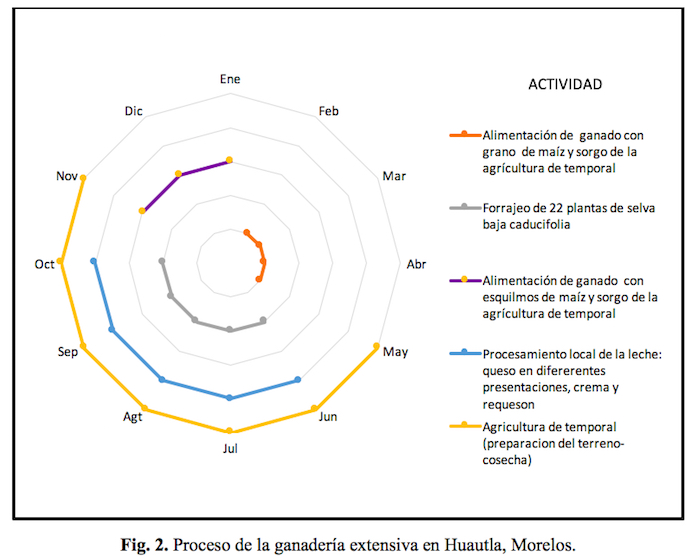 Ene
Feb
Mar
Abr
May
Jun
Jul
Agt
Sep
Oct
Nov
Dic
ACTIVIDAD
Alimentación de ganado con
grano de maíz y sorgo de la
agrícultura de temporal
Forrajeo de 22 plantas de selva
baja caducifolia
Alimentación de ganado con
esquilmos de maíz y sorgo de la
agrícultura de temporal
Procesamiento local de la leche:
queso en difererentes
presentaciones, crema y
requeson
Agricultura de temporal
(preparacion del terreno-
cosecha)
Fig. 2. Proceso de la ganadería extensiva en Huautla, Morelos.